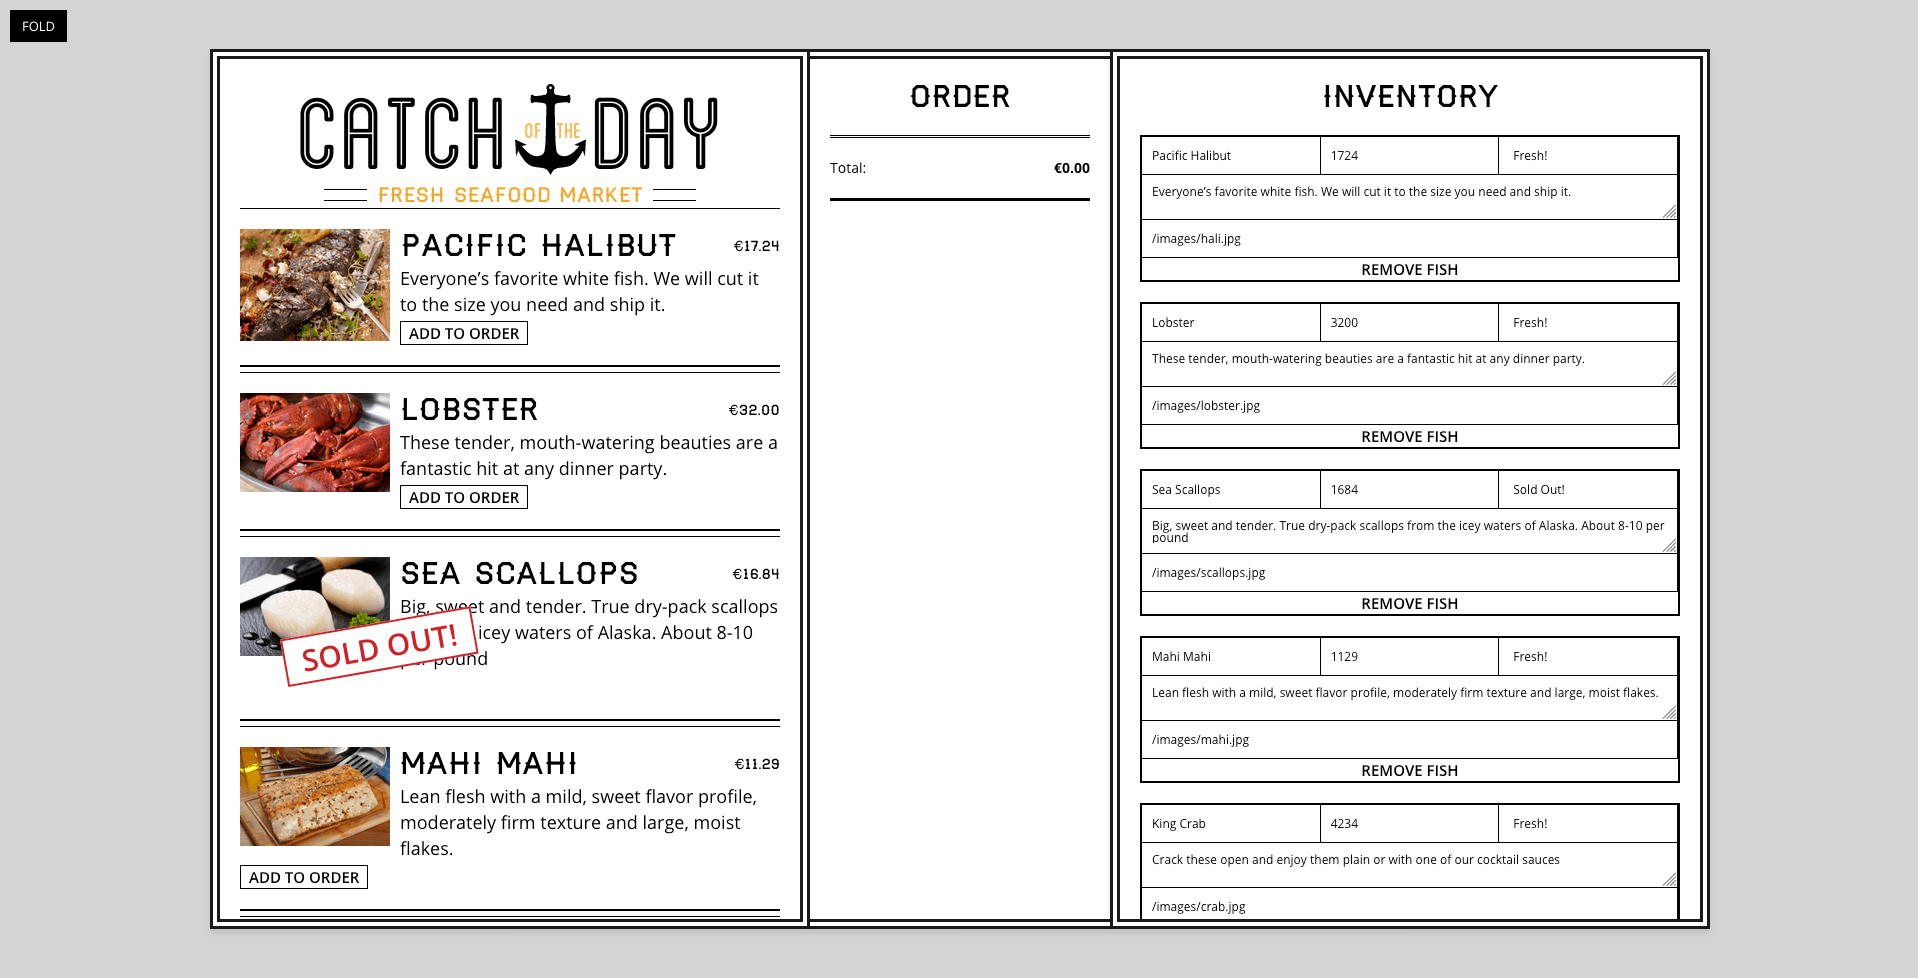 FOLD
CATCH OF THE DAY
FRESH SEAFOOD MARKET
PACIFIC HALIBUT €17.24
Everyone’s favorite white fish. We will cut it
to the size you need and ship it.
ADD TO ORDER
LOBSTER €32.00
These tender, mouth-watering beauties are a
fantastic hit at any dinner party.
ADD TO ORDER
SEA SCALLOPS €16.84
Big, sweet and tender. True dry-pack scallops
icey waters of Alaska. About 8-10
pound
SOLD OUT!
MAHI MAHI €11.29
Lean flesh with a mild, sweet flavor profile,
moderately firm texture and large, moist
flakes.
ADD TO ORDER
ORDER
Total: €0.00
INVENTORY
Pacific Halibut 1724 Fresh!
Everyone’s favorite white fish. We will cut it to the size you need and ship it.
/images/hali.jpg
REMOVE FISH
Lobster 3200 Fresh!
These tender, mouth-watering beauties are a fantastic hit at any dinner party.
/images/lobster.jpg
REMOVE FISH
Sea Scallops 1684 Sold Out!
Big, sweet and tender. True dry-pack scallops from the icey waters of Alaska. About 8-10 per
pound
/images/scallops.jpg
REMOVE FISH
Mahi Mahi 1129 Fresh!
Lean flesh with a mild, sweet flavor profile, moderately firm texture and large, moist flakes.
/images/mahi.jpg
REMOVE FISH
King Crab 4234 Fresh!
Crack these open and enjoy them plain or with one of our cocktail sauces
/images/crab.jpg